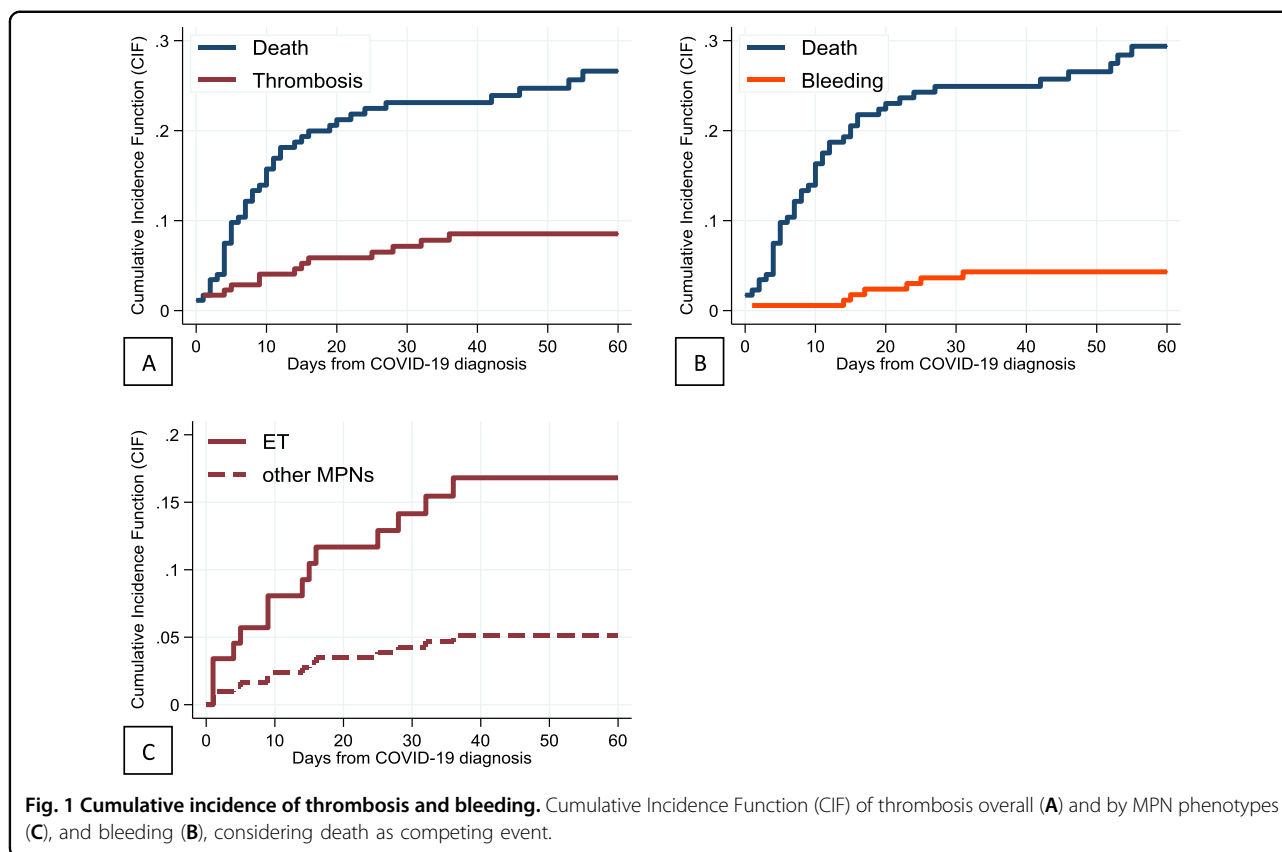 Death
Thrombosis
Cumulative Incidence Function (CIF)
.3
.2
.1
0
0 10 20 30 40 50 60
Days from COVID-19 diagnosis
A
Death
Bleeding
Cumulative Incidence Function (CIF)
.3
.2
.1
0
0 10 20 30 40 50 60
Days from COVID-19 diagnosis
B
ET
other MPNs
Cumulative Incidence Function (CIF)
.2
.15
.1
.05
0
0 10 20 30 40 50 60
Days from COVID-19 diagnosis
C
Fig. 1 Cumulative incidence of thrombosis and bleeding. Cumulative Incidence Function (CIF) of thrombosis overall (A) and by MPN phenotypes
(C), and bleeding (B), considering death as competing event.